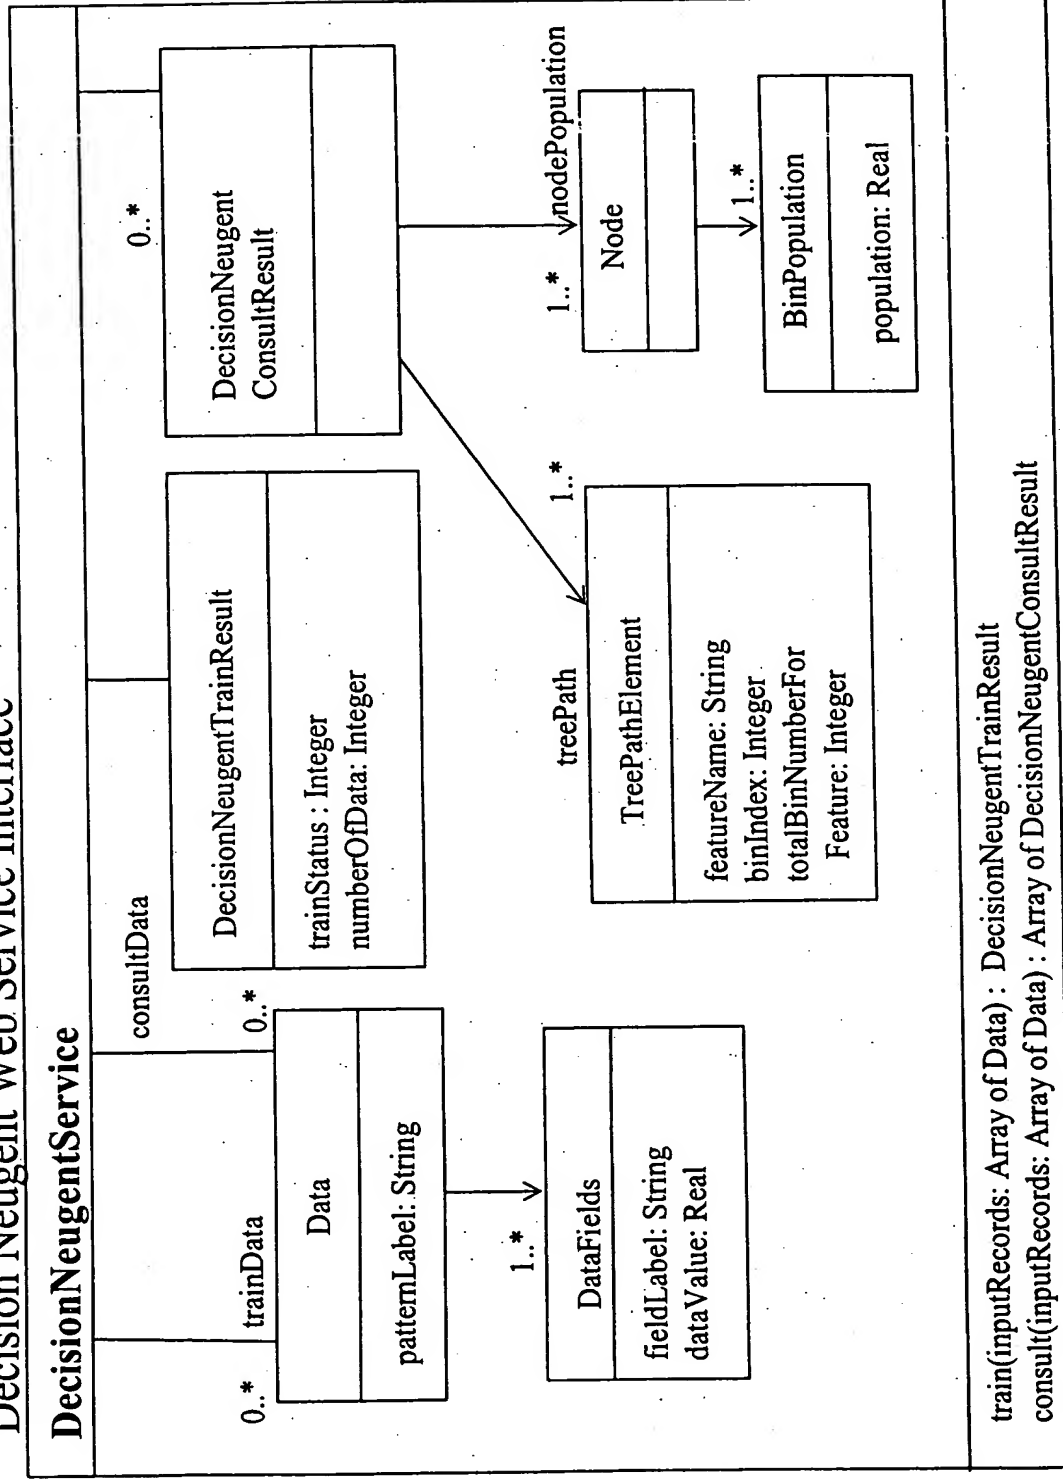 Decision Neugent Web Service Interface
DecisionNeugentService
consultData
trainData
0..*
0..*
0..*
Data
patternLabel: String
1..*
DataFields
fieldLabel: String
dataValue: Real
DecisionNeugentTrainResult
trainStatus : Integer
numberOfData: Integer
DecisionNeugent
ConsultResult
treePath
1..*
TreePathElement
featureName: String
binIndex: Integer
totalBinNumberFor
Feature: Integer
1..*
nodePopulation
Node
1..*
BinPopulation
population: Real
train(inputRecords: Array of Data) : DecisionNeugentTrainResult
consult(inputRecords: Array of Data) : Array of DecisionNeugentConsultResult